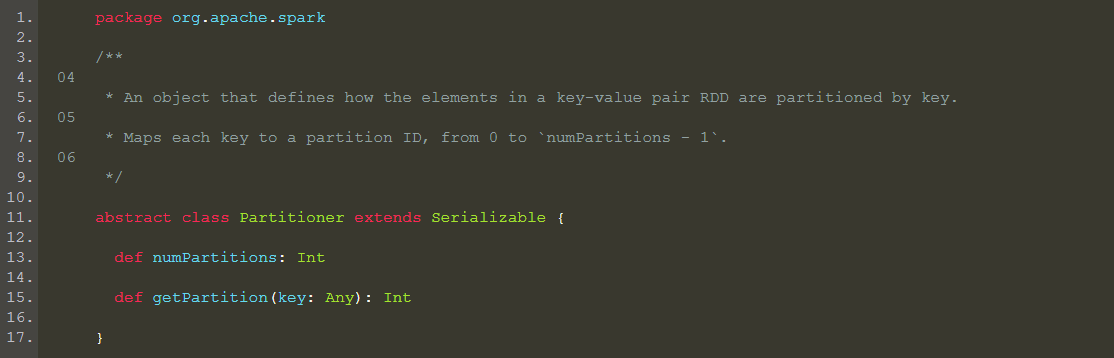 1. package org.apache.spark
2.
3. /**
4. 04
5. * An object that defines how the elements in a key-value pair RDD are partitioned by key.
6. 05
7. * Maps each key to a partition ID, from 0 to `numPartitions - 1`.
8. 06
9. */
10.
11. abstract class Partitioner extends Serializable {
12.
13. def numPartitions: Int
14.
15. def getPartition(key: Any): Int
16.
17. }